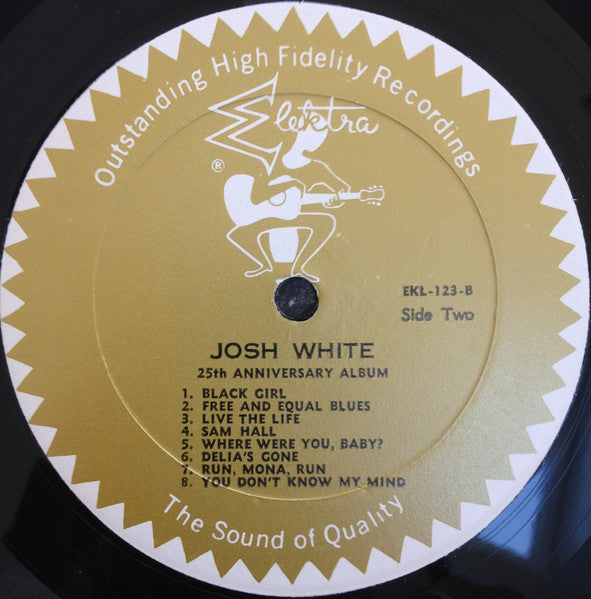 Outstanding High Fidelity Recordings
Elektra
®
EKL-123-B
Side Two
JOSH WHITE
25th ANNIVERSARY ALBUM
1. BLACK GIRL
2. FREE AND EQUAL BLUES
3. LIVE THE LIFE
4. SAM HALL
5. WHERE WERE YOU, BABY?
6. DELIA'S GONE
7. RUN, MONA, RUN
8. YOU DON'T KNOW MY MIND
The Sound of Quality